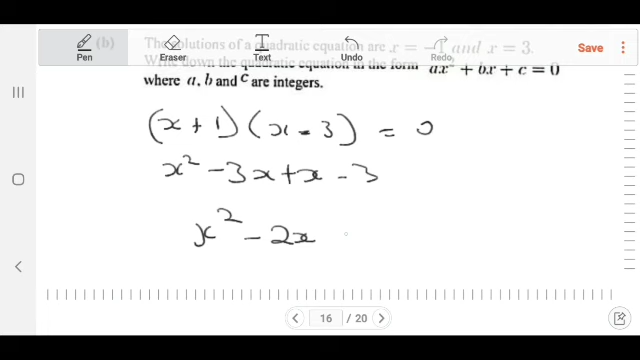 (b) The solutions of a quadratic equation are x = -1 and x = 3.
Write down the quadratic equation in the form ax² + bx + c = 0
where a, b and c are integers.
Pen Eraser Text Undo Redo Save
(x + 1)(x - 3) = 0
x² - 3x + x - 3
x² - 2x
16 / 20